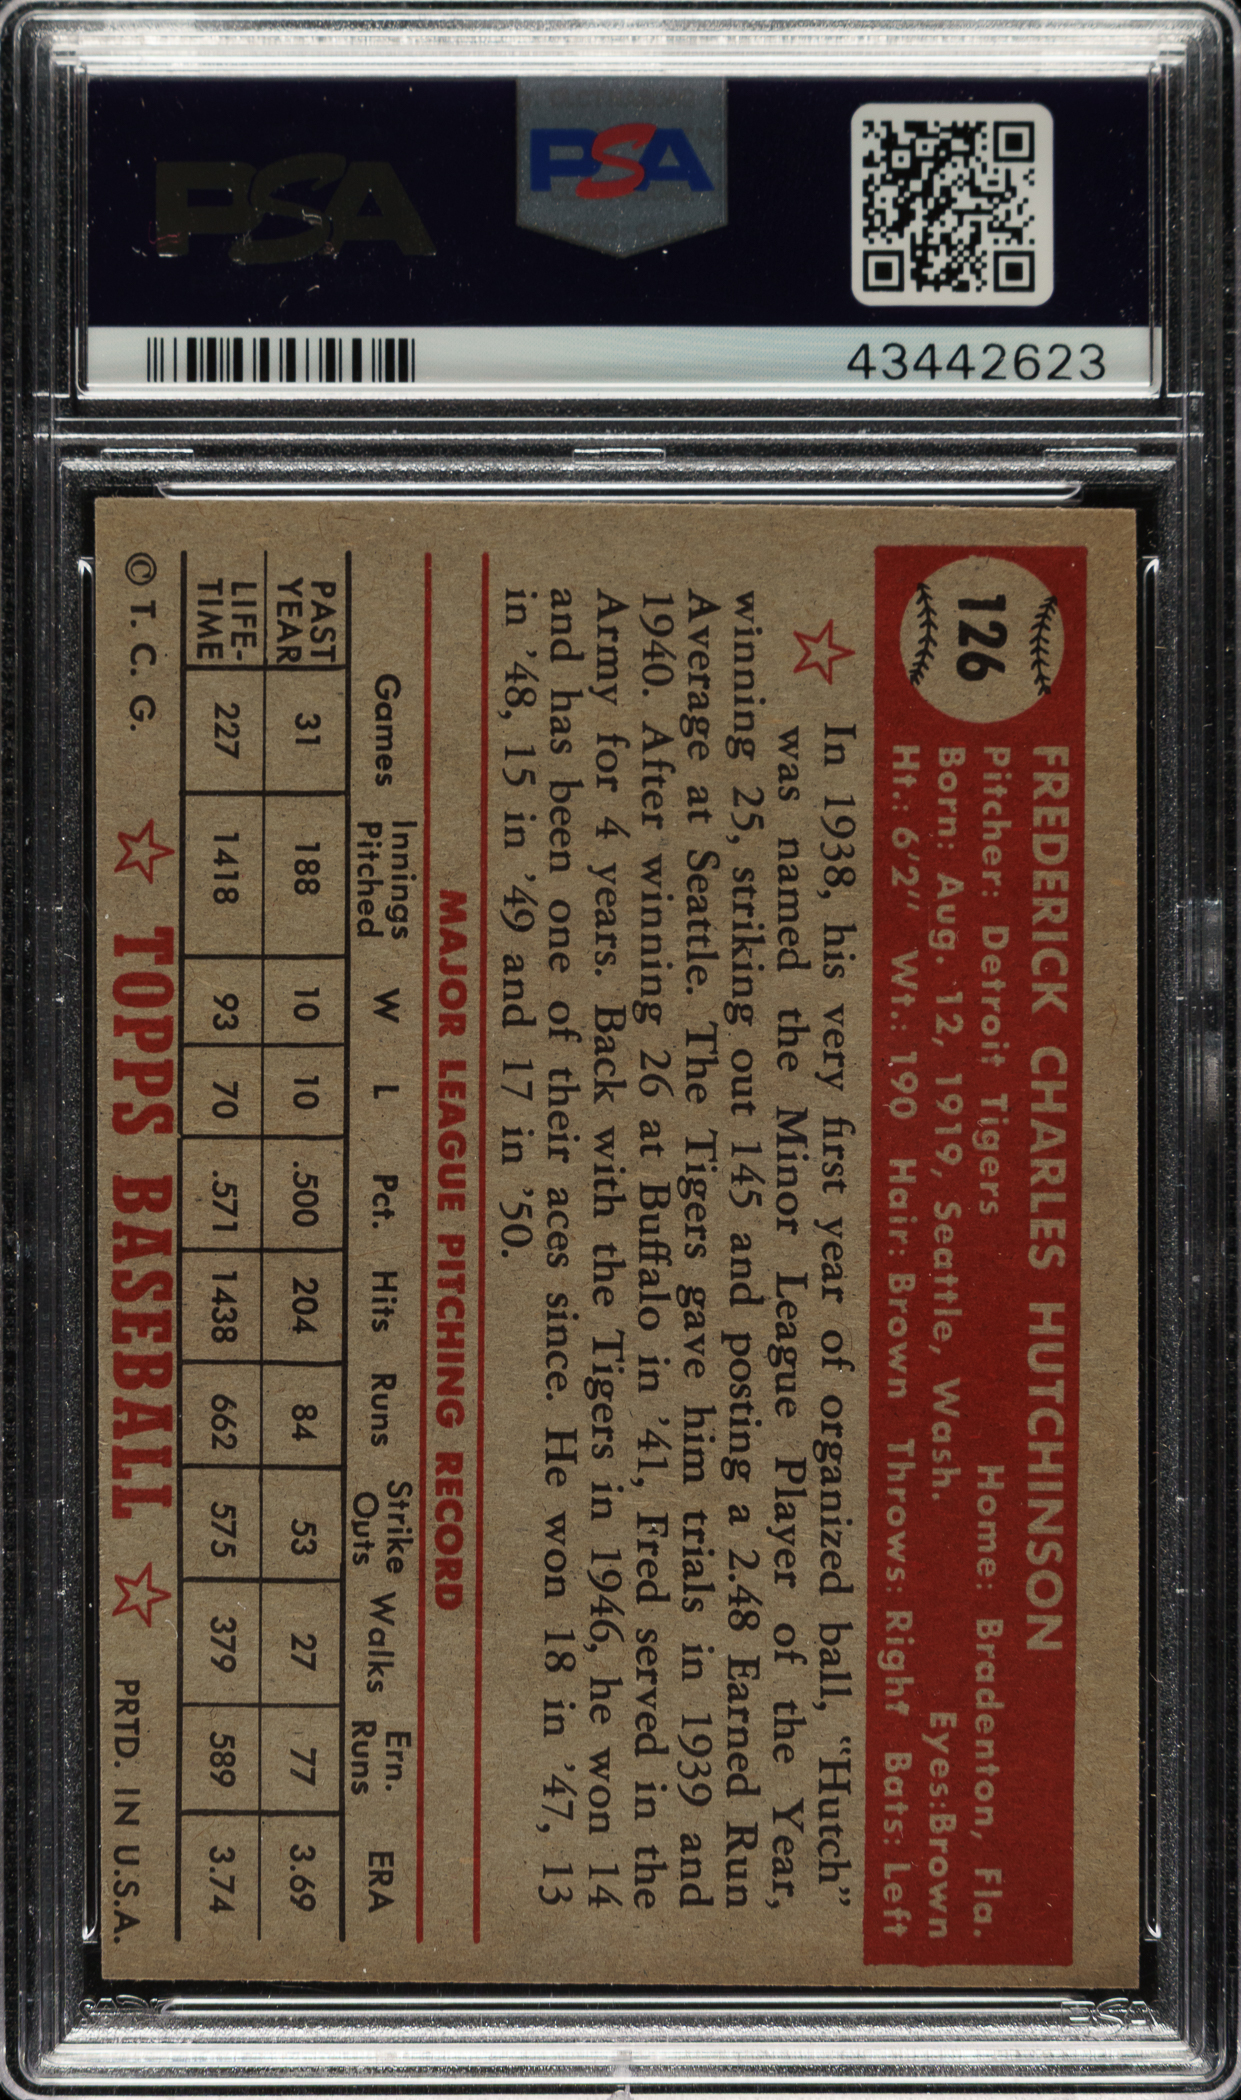 PSA
PSA
43442623
126
FREDERICK CHARLES HUTCHINSON
Pitcher: Detroit Tigers Home: Bradenton, Fla.
Born: Aug. 12, 1919, Seattle, Wash. Eyes:Brown
Ht.: 6'2" Wt.: 190 Hair: Brown Throws: Right Bats: Left
In 1938, his very first year of organized ball, "Hutch"
was named the Minor League Player of the Year,
winning 25, striking out 145 and posting a 2.48 Earned Run
Average at Seattle. The Tigers gave him trials in 1939 and
1940. After winning 26 at Buffalo in '41, Fred served in the
Army for 4 years. Back with the Tigers in 1946, he won 14
and has been one of their aces since. He won 18 in '47, 13
in '48, 15 in '49 and 17 in '50.
MAJOR LEAGUE PITCHING RECORD
Games Innings Pitched W L Pct. Hits Runs Strike Outs Walks Ern. Runs ERA
PAST YEAR 31 188 10 10 .500 204 84 53 27 77 3.69
LIFE-TIME 227 1418 93 70 .571 1438 662 575 379 589 3.74
© T. C. G. TOPPS BASEBALL PRTD. IN U.S.A.
PSA